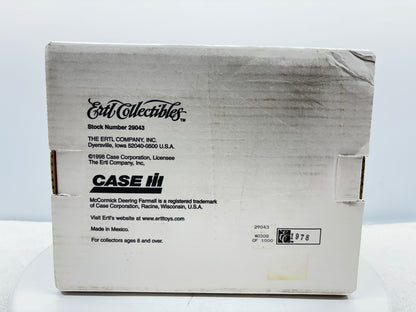 Ertl Collectibles™
Stock Number 29043
THE ERTL COMPANY, INC.
Dyersville, Iowa 52040-0500 U.S.A.
©1998 Case Corporation, Licensee
The Ertl Company, Inc.
CASE IH
McCormick Deering Farmall is a registered trademark
of Case Corporation, Racine, Wisconsin, U.S.A.
Visit Ertl's website at www.ertltoys.com
Made in Mexico.
For collectors ages 8 and over.
29043
OF 1000
1978